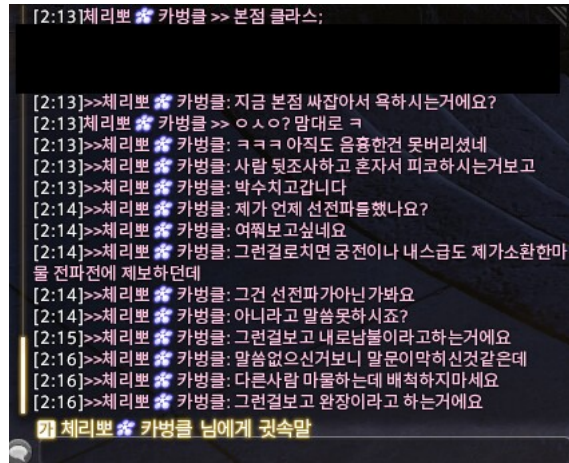 [2:13]체리뽀 카벙클 >> 본점 클라스;
[2:13]>>체리뽀 카벙클: 지금 본점 싸잡아서 욕하시는거에요?
[2:13]체리뽀 카벙클 >> ㅇㅅㅇ? 맘대로 ㅋ
[2:13]>>체리뽀 카벙클: ㅋㅋㅋ 아직도 음흉한건 못버리셨네
[2:13]>>체리뽀 카벙클: 사람 뒷조사하고 혼자서 피코하시는거보고
[2:13]>>체리뽀 카벙클: 박수치고갑니다
[2:14]>>체리뽀 카벙클: 제가 언제 선전파틀했나요?
[2:14]>>체리뽀 카벙클: 여쭤보고싶네요
[2:14]>>체리뽀 카벙클: 그런걸로치면 궁전이나 내스급도 제가소환한마
물 전파전에 제보하던데
[2:14]>>체리뽀 카벙클: 그건 선전파가아닌가봐요
[2:14]>>체리뽀 카벙클: 아니라고 말씀못하시죠?
[2:15]>>체리뽀 카벙클: 그런걸보고 내로남불이라고하는거에요
[2:16]>>체리뽀 카벙클: 말씀없으신거보니 말문이막히신것같은데
[2:16]>>체리뽀 카벙클: 다른사람 마물하는데 배척하지마세요
[2:16]>>체리뽀 카벙클: 그런걸보고 완장이라고 하는거에요
가 체리뽀 카벙클 님에게 귓속말